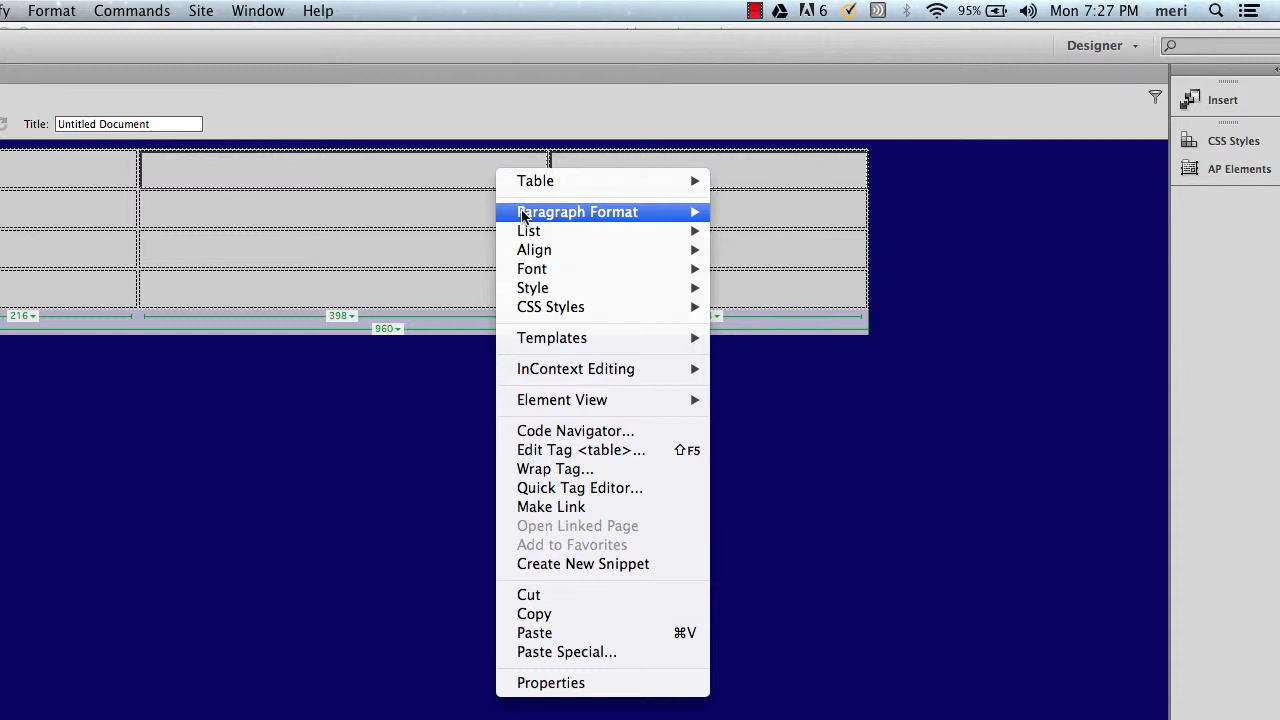 fy Format Commands Site Window Help 6 95% Mon 7:27 PM meri
Designer
Insert
Title: Untitled Document
CSS Styles
AP Elements
Table
Paragraph Format
List
Align
Font
Style
CSS Styles
216 398
960
Templates
InContext Editing
Element View
Code Navigator...
Edit Tag <table>... ⇧F5
Wrap Tag...
Quick Tag Editor...
Make Link
Open Linked Page
Add to Favorites
Create New Snippet
Cut
Copy
Paste ⌘V
Paste Special...
Properties